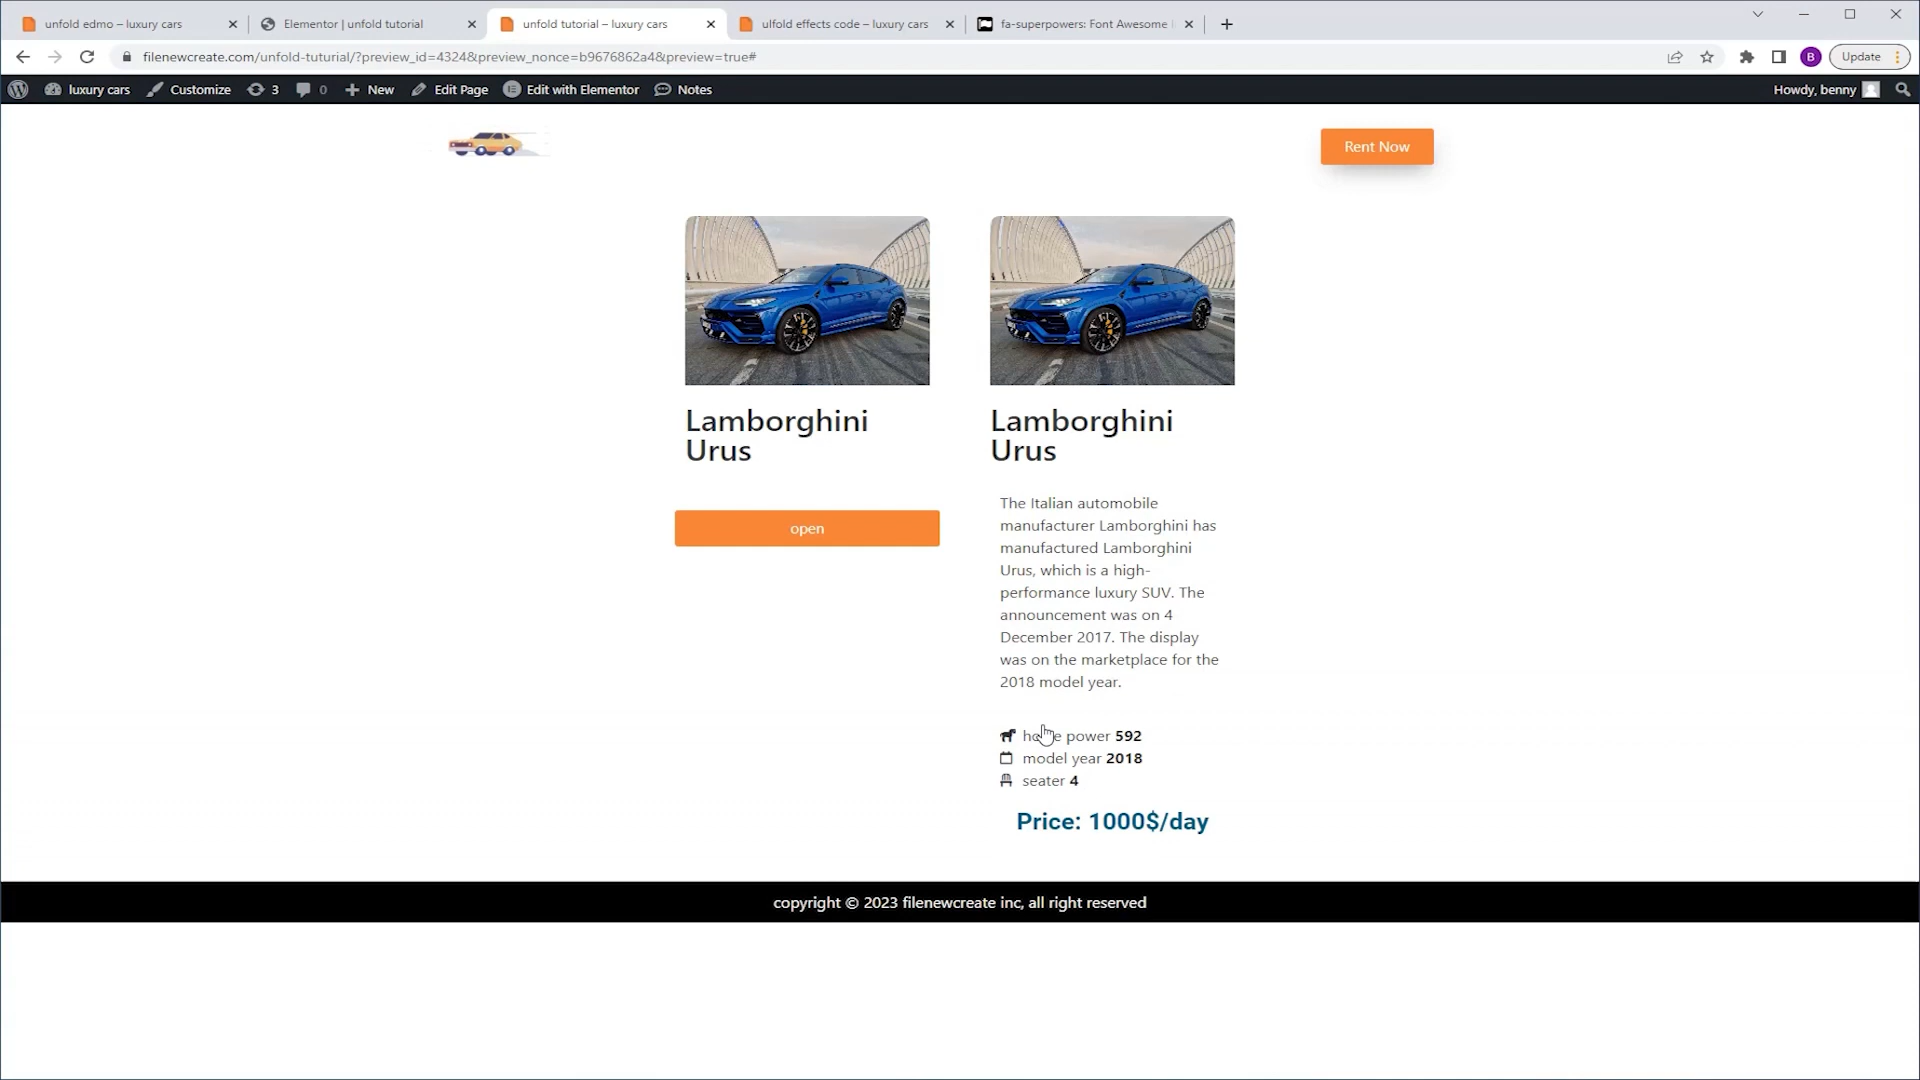 unfold edmo – luxury cars
Elementor | unfold tutorial
unfold tutorial – luxury cars
ulfold effects code – luxury cars
fa-superpowers: Font Awesome
filenewcreate.com/unfold-tuturial/?preview_id=4324&preview_nonce=b9676862a4&preview=true#
B
Update
luxury cars
Customize
3
0
New
Edit Page
Edit with Elementor
Notes
Howdy, benny
Rent Now
Lamborghini
Urus
open
Lamborghini
Urus
The Italian automobile
manufacturer Lamborghini has
manufactured Lamborghini
Urus, which is a high-
performance luxury SUV. The
announcement was on 4
December 2017. The display
was on the marketplace for the
2018 model year.
power 592
model year 2018
seater 4
Price: 1000$/day
copyright © 2023 filenewcreate inc, all right reserved